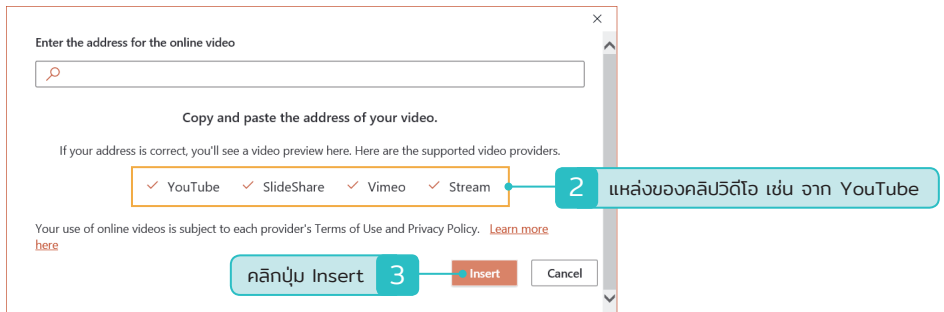 Enter the address for the online video
Copy and paste the address of your video.
If your address is correct, you'll see a video preview here. Here are the supported video providers.
YouTube SlideShare Vimeo Stream
2 แหล่งของคลิปวิดีโอ เช่น จาก YouTube
Your use of online videos is subject to each provider's Terms of Use and Privacy Policy. Learn more
here
คลิกปุ่ม Insert 3
Insert Cancel